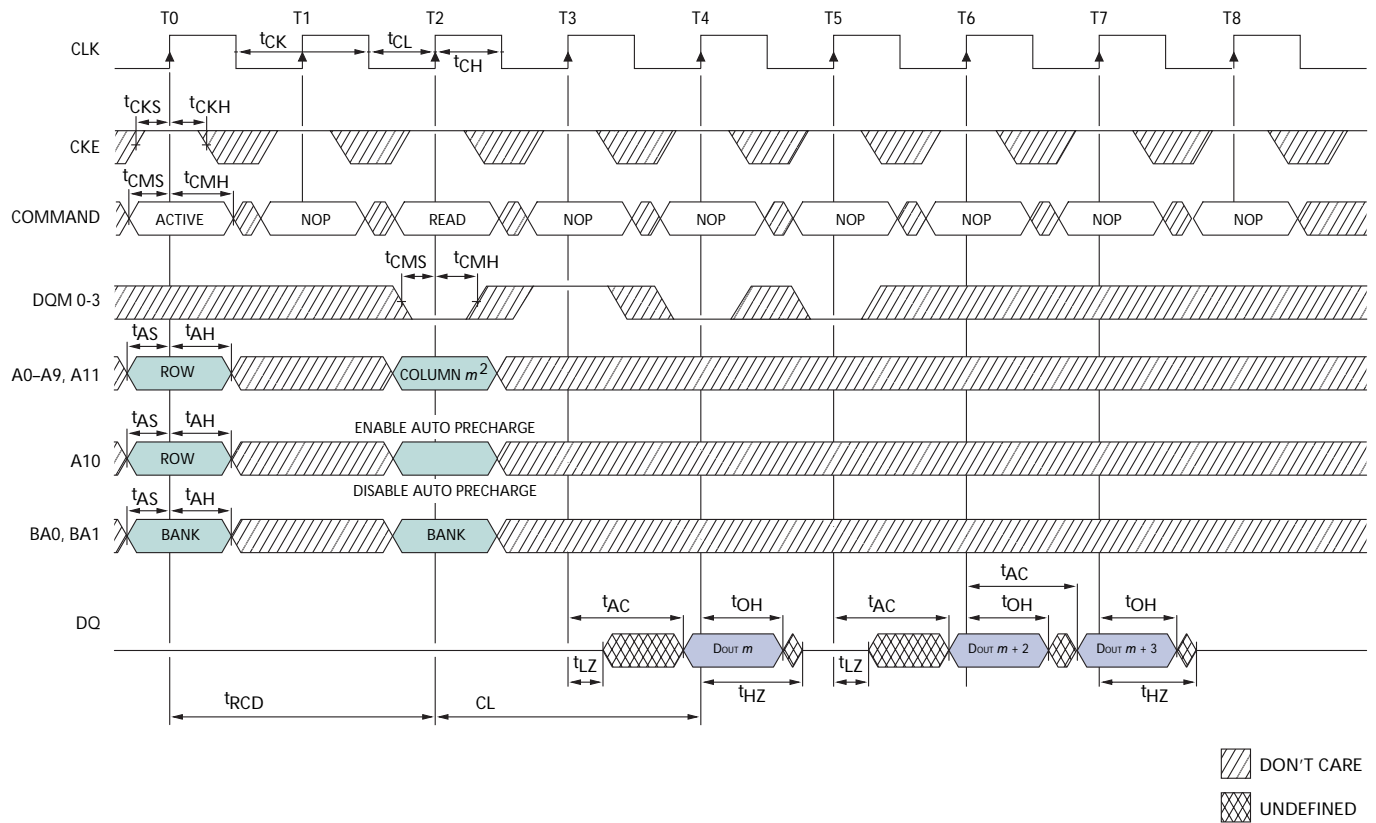 T0 T1 T2 T3 T4 T5 T6 T7 T8
CLK tCK tCL tCH
tCKS tCKH
CKE
tCMS tCMH
COMMAND ACTIVE NOP READ NOP NOP NOP NOP NOP NOP
tCMS tCMH
DQM 0-3
tAS tAH
A0–A9, A11 ROW COLUMN m2
tAS tAH ENABLE AUTO PRECHARGE
A10 ROW
DISABLE AUTO PRECHARGE
tAS tAH
BA0, BA1 BANK BANK
tAC
tAC tOH tAC tOH tOH
DQ
DOUT m DOUT m + 2 DOUT m + 3
tLZ tHZ tLZ tHZ
tRCD CL
DON'T CARE
UNDEFINED